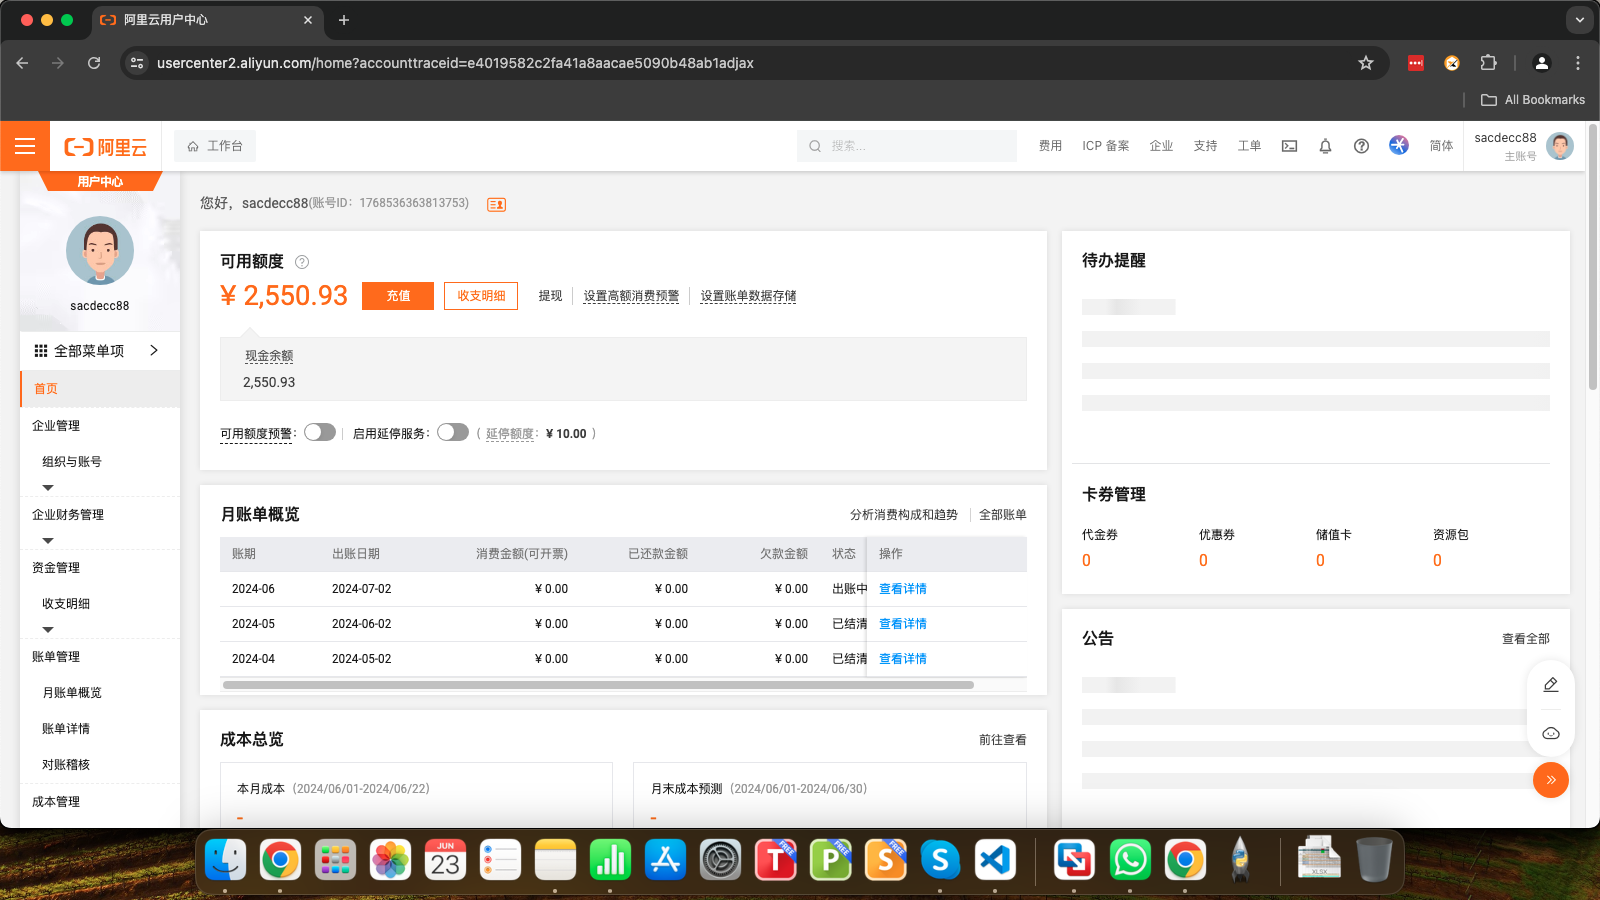 阿里云用户中心
usercenter2.aliyun.com/home?accounttraceid=e4019582c2fa41a8aacae5090b48ab1adjax
All Bookmarks
阿里云
工作台
搜索...
费用
ICP 备案
企业
支持
工单
简体
sacdecc88
主账号
用户中心
sacdecc88
全部菜单项
首页
企业管理
组织与账号
企业财务管理
资金管理
收支明细
账单管理
月账单概览
账单详情
对账稽核
成本管理
您好，sacdecc88(账号ID：1768536363813753)
可用额度
¥ 2,550.93
充值
收支明细
提现
设置高额消费预警
设置账单数据存储
现金余额
2,550.93
可用额度预警：
启用延停服务：
( 延停额度： ¥ 10.00 )
月账单概览
分析消费构成和趋势
全部账单
账期 出账日期 消费金额(可开票) 已还款金额 欠款金额 状态 操作
2024-06 2024-07-02 ¥ 0.00 ¥ 0.00 ¥ 0.00 出账中 查看详情
2024-05 2024-06-02 ¥ 0.00 ¥ 0.00 ¥ 0.00 已结清 查看详情
2024-04 2024-05-02 ¥ 0.00 ¥ 0.00 ¥ 0.00 已结清 查看详情
成本总览
前往查看
本月成本 (2024/06/01-2024/06/22)
-
月末成本预测 (2024/06/01-2024/06/30)
-
待办提醒
卡券管理
代金券 优惠券 储值卡 资源包
0 0 0 0
公告
查看全部
JUN
23
T FREE
P FREE
S FREE
S
XLSX